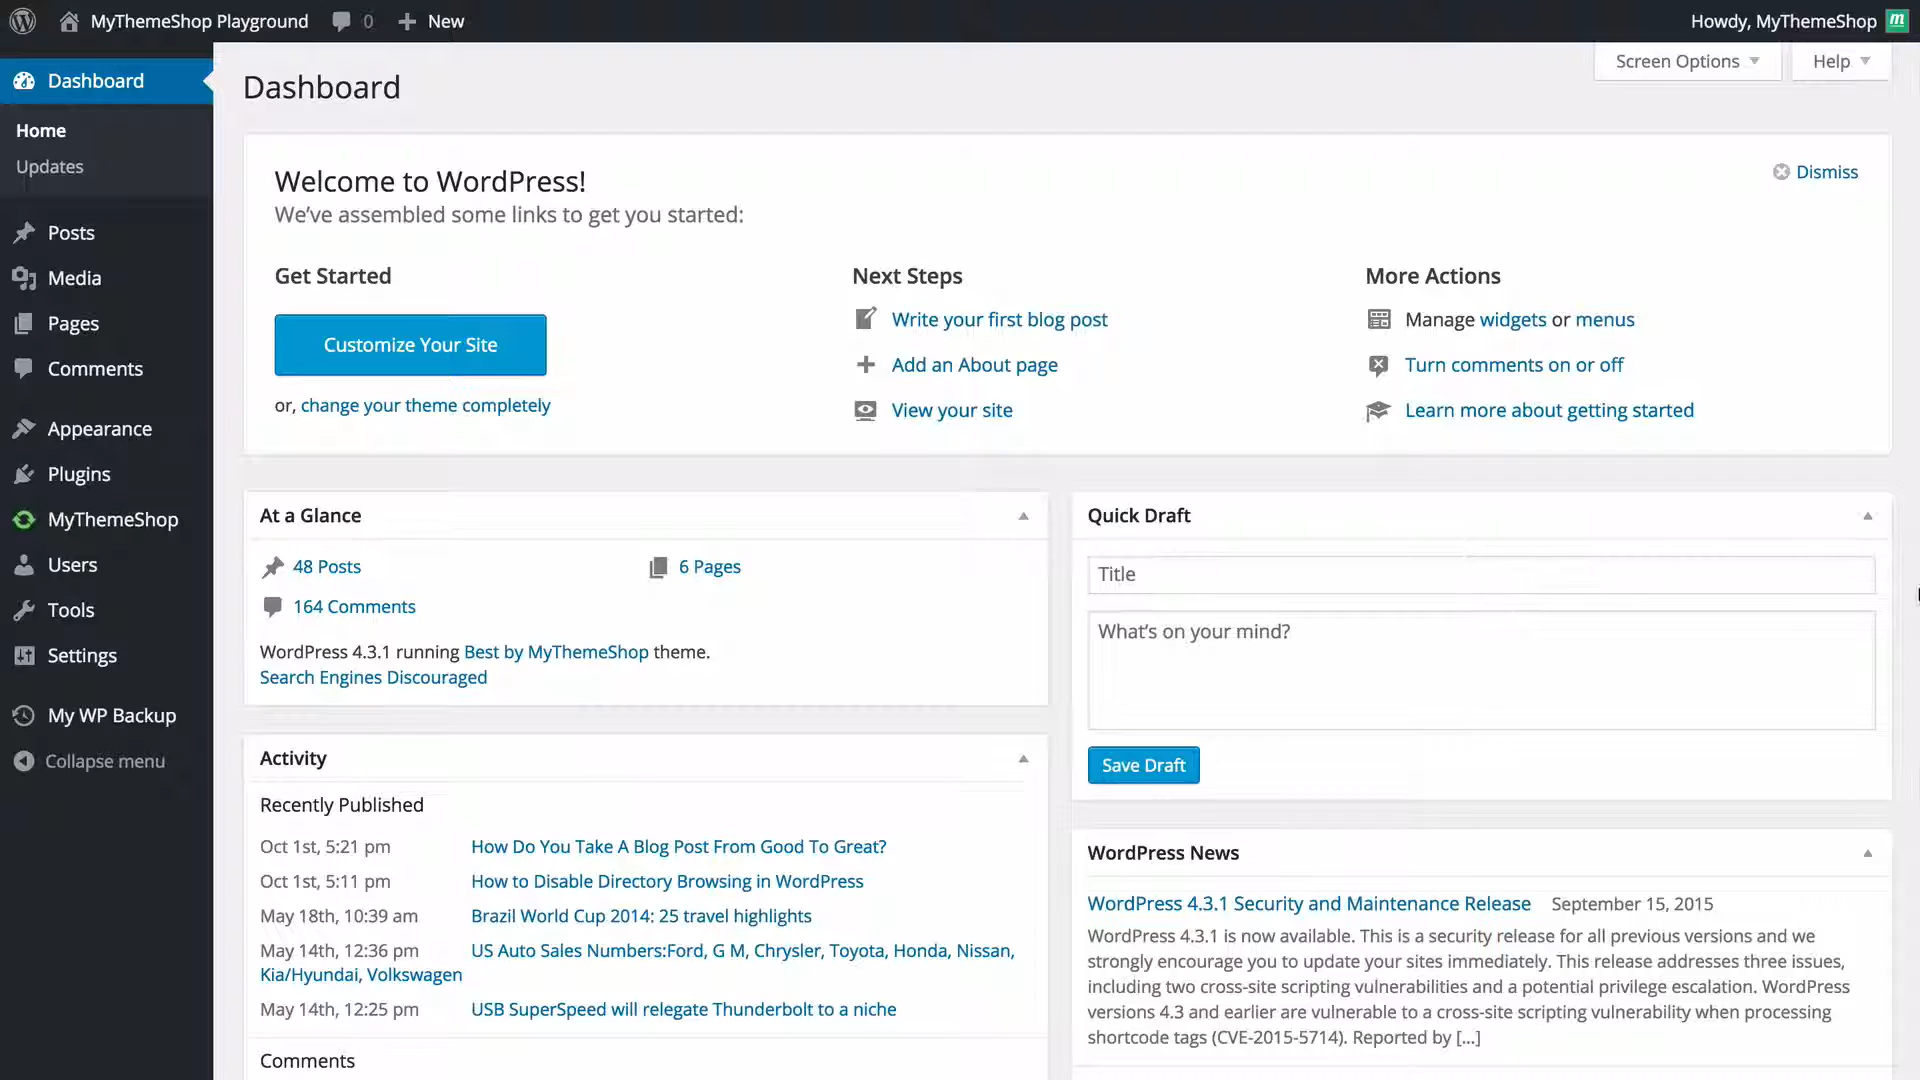 MyThemeShop Playground 0 New Howdy, MyThemeShop
Dashboard
Home
Updates
Posts
Media
Pages
Comments
Appearance
Plugins
MyThemeShop
Users
Tools
Settings
My WP Backup
Collapse menu
Screen Options Help
Dashboard
Welcome to WordPress!
Dismiss
We've assembled some links to get you started:
Get Started
Customize Your Site
or, change your theme completely
Next Steps
Write your first blog post
Add an About page
View your site
More Actions
Manage widgets or menus
Turn comments on or off
Learn more about getting started
At a Glance
48 Posts 6 Pages
164 Comments
WordPress 4.3.1 running Best by MyThemeShop theme.
Search Engines Discouraged
Activity
Recently Published
Oct 1st, 5:21 pm How Do You Take A Blog Post From Good To Great?
Oct 1st, 5:11 pm How to Disable Directory Browsing in WordPress
May 18th, 10:39 am Brazil World Cup 2014: 25 travel highlights
May 14th, 12:36 pm US Auto Sales Numbers:Ford, G M, Chrysler, Toyota, Honda, Nissan,
Kia/Hyundai, Volkswagen
May 14th, 12:25 pm USB SuperSpeed will relegate Thunderbolt to a niche
Comments
Quick Draft
Title
What's on your mind?
Save Draft
WordPress News
WordPress 4.3.1 Security and Maintenance Release September 15, 2015
WordPress 4.3.1 is now available. This is a security release for all previous versions and we
strongly encourage you to update your sites immediately. This release addresses three issues,
including two cross-site scripting vulnerabilities and a potential privilege escalation. WordPress
versions 4.3 and earlier are vulnerable to a cross-site scripting vulnerability when processing
shortcode tags (CVE-2015-5714). Reported by [...]